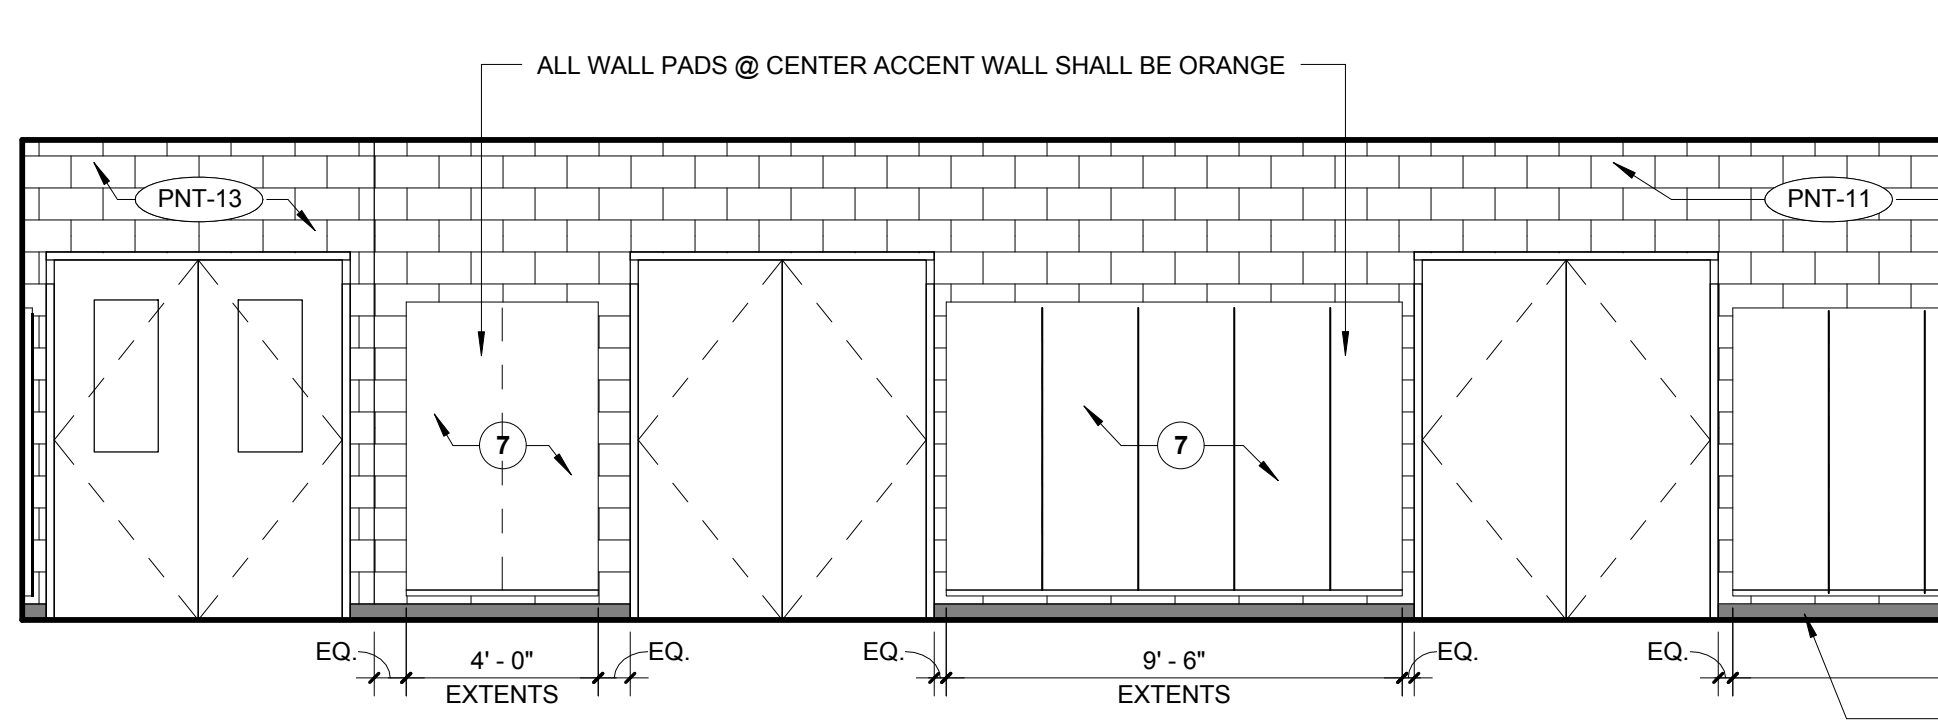 ALL WALL PADS @ CENTER ACCENT WALL SHALL BE ORANGE
PNT-13
PNT-11
7
7
EQ.
4' - 0"
EXTENTS
EQ.
EQ.
9' - 6"
EXTENTS
EQ.
EQ.